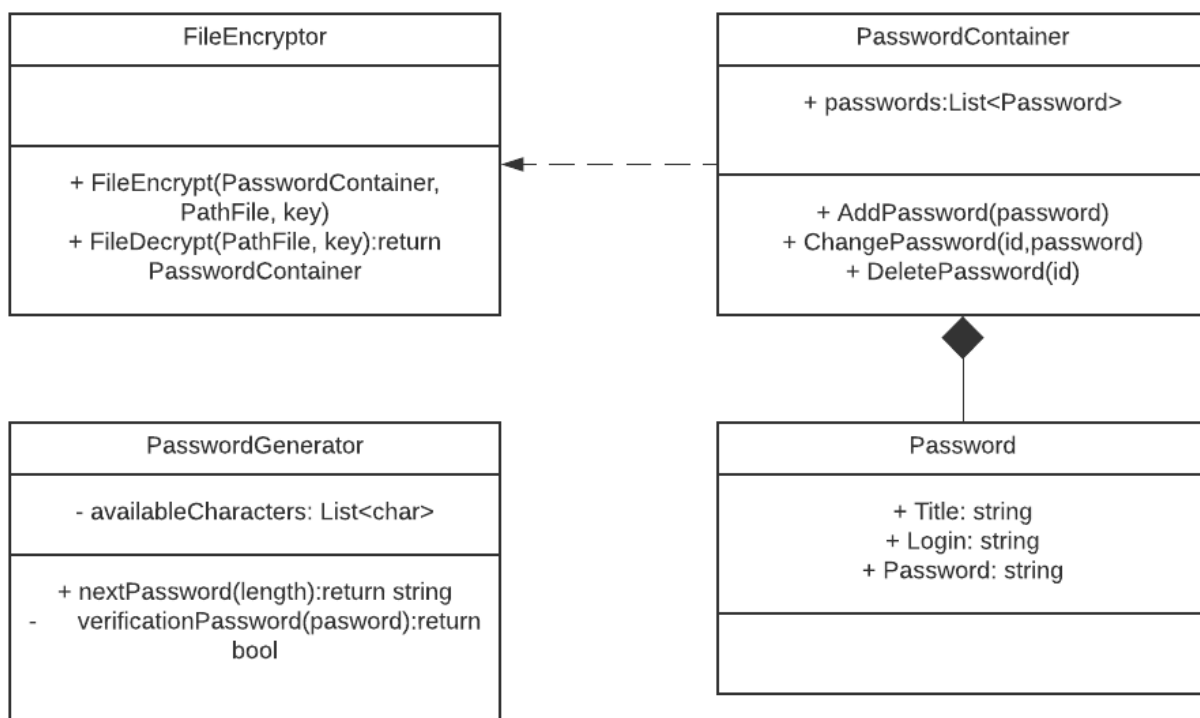 FileEncryptor
+ FileEncrypt(PasswordContainer,
PathFile, key)
+ FileDecrypt(PathFile, key):return
PasswordContainer
PasswordContainer
+ passwords:List<Password>
+ AddPassword(password)
+ ChangePassword(id,password)
+ DeletePassword(id)
PasswordGenerator
- availableCharacters: List<char>
+ nextPassword(length):return string
- verificationPassword(pasword):return
bool
Password
+ Title: string
+ Login: string
+ Password: string